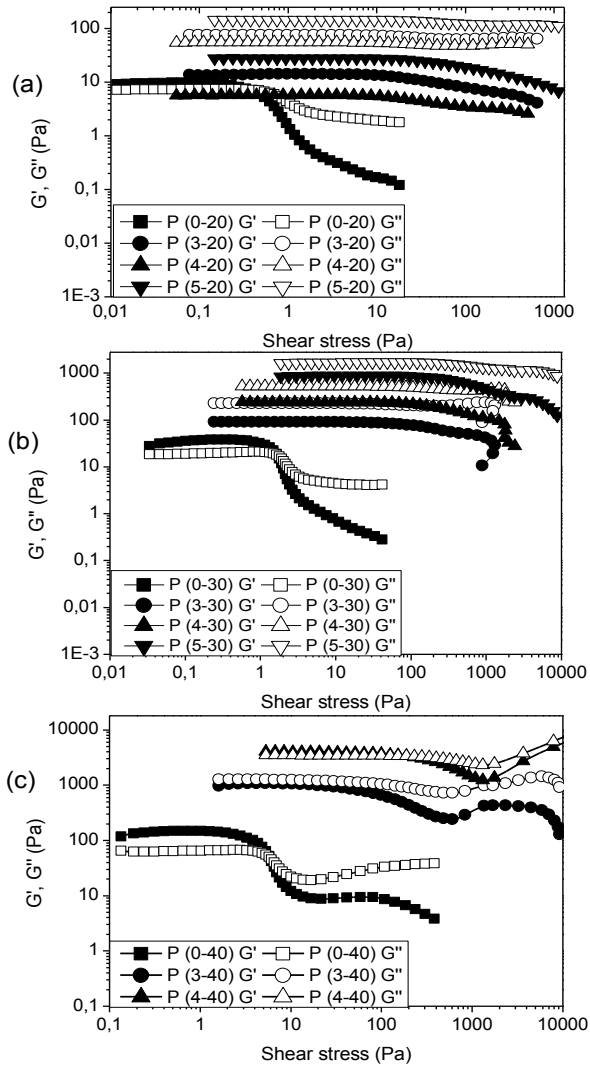 (a)
G', G'' (Pa)
100
10
1
0,1
0,01
1E-3
P (0-20) G' P (0-20) G''
P (3-20) G' P (3-20) G''
P (4-20) G' P (4-20) G''
P (5-20) G' P (5-20) G''
0,01 0,1 1 10 100 1000
Shear stress (Pa)
(b)
G', G'' (Pa)
1000
100
10
1
0,1
0,01
1E-3
P (0-30) G' P (0-30) G''
P (3-30) G' P (3-30) G''
P (4-30) G' P (4-30) G''
P (5-30) G' P (5-30) G''
0,01 0,1 1 10 100 1000 10000
Shear stress (Pa)
(c)
G', G'' (Pa)
10000
1000
100
10
1
0,1
P (0-40) G' P (0-40) G''
P (3-40) G' P (3-40) G''
P (4-40) G' P (4-40) G''
0,1 1 10 100 1000 10000
Shear stress (Pa)